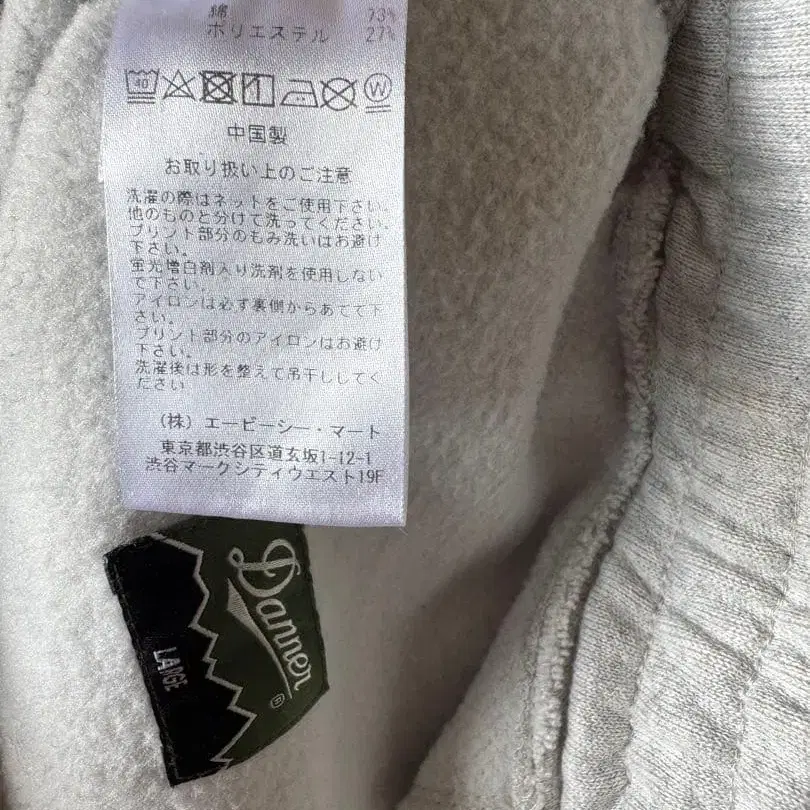 綿 73%
ポリエステル 27%
40 W
中国製
お取り扱い上のご注意
洗濯の際はネットをご使用下さい。
他のものと分けて洗ってください。
プリント部分のもみ洗いはお避け
下さい。
蛍光増白剤入り洗剤を使用しない
で下さい。
アイロンは必ず裏側からあてて下
さい。
プリント部分のアイロンはお避け
下さい。
洗濯後は形を整えて吊干ししてく
ださい
(株) エービーシー・マート
東京都渋谷区道玄坂1-12-1
渋谷マークシティウエスト19F
Danner®
LARGE